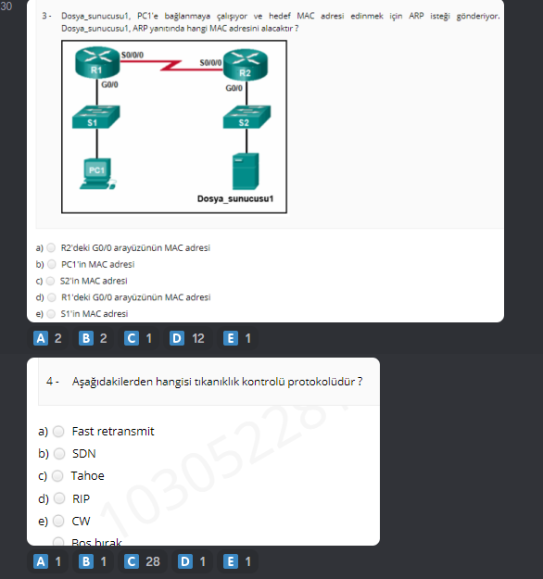 30
3 - Dosya_sunucusu1, PC1'e bağlanmaya çalışıyor ve hedef MAC adresi edinmek için ARP isteği gönderiyor.
Dosya_sunucusu1, ARP yanıtında hangi MAC adresini alacaktır ?
S0/0/0
S0/0/0
R1
R2
G0/0
G0/0
S1
S2
PC1
Dosya_sunucusu1
a) R2'deki G0/0 arayüzünün MAC adresi
b) PC1'in MAC adresi
c) S2'in MAC adresi
d) R1'deki G0/0 arayüzünün MAC adresi
e) S1'in MAC adresi
A 2 B 2 C 1 D 12 E 1
4 - Aşağıdakilerden hangisi tıkanıklık kontrolü protokolüdür ?
a) Fast retransmit
b) SDN
c) Tahoe
d) RIP
e) CW
Boş bırak
A 1 B 1 C 28 D 1 E 1